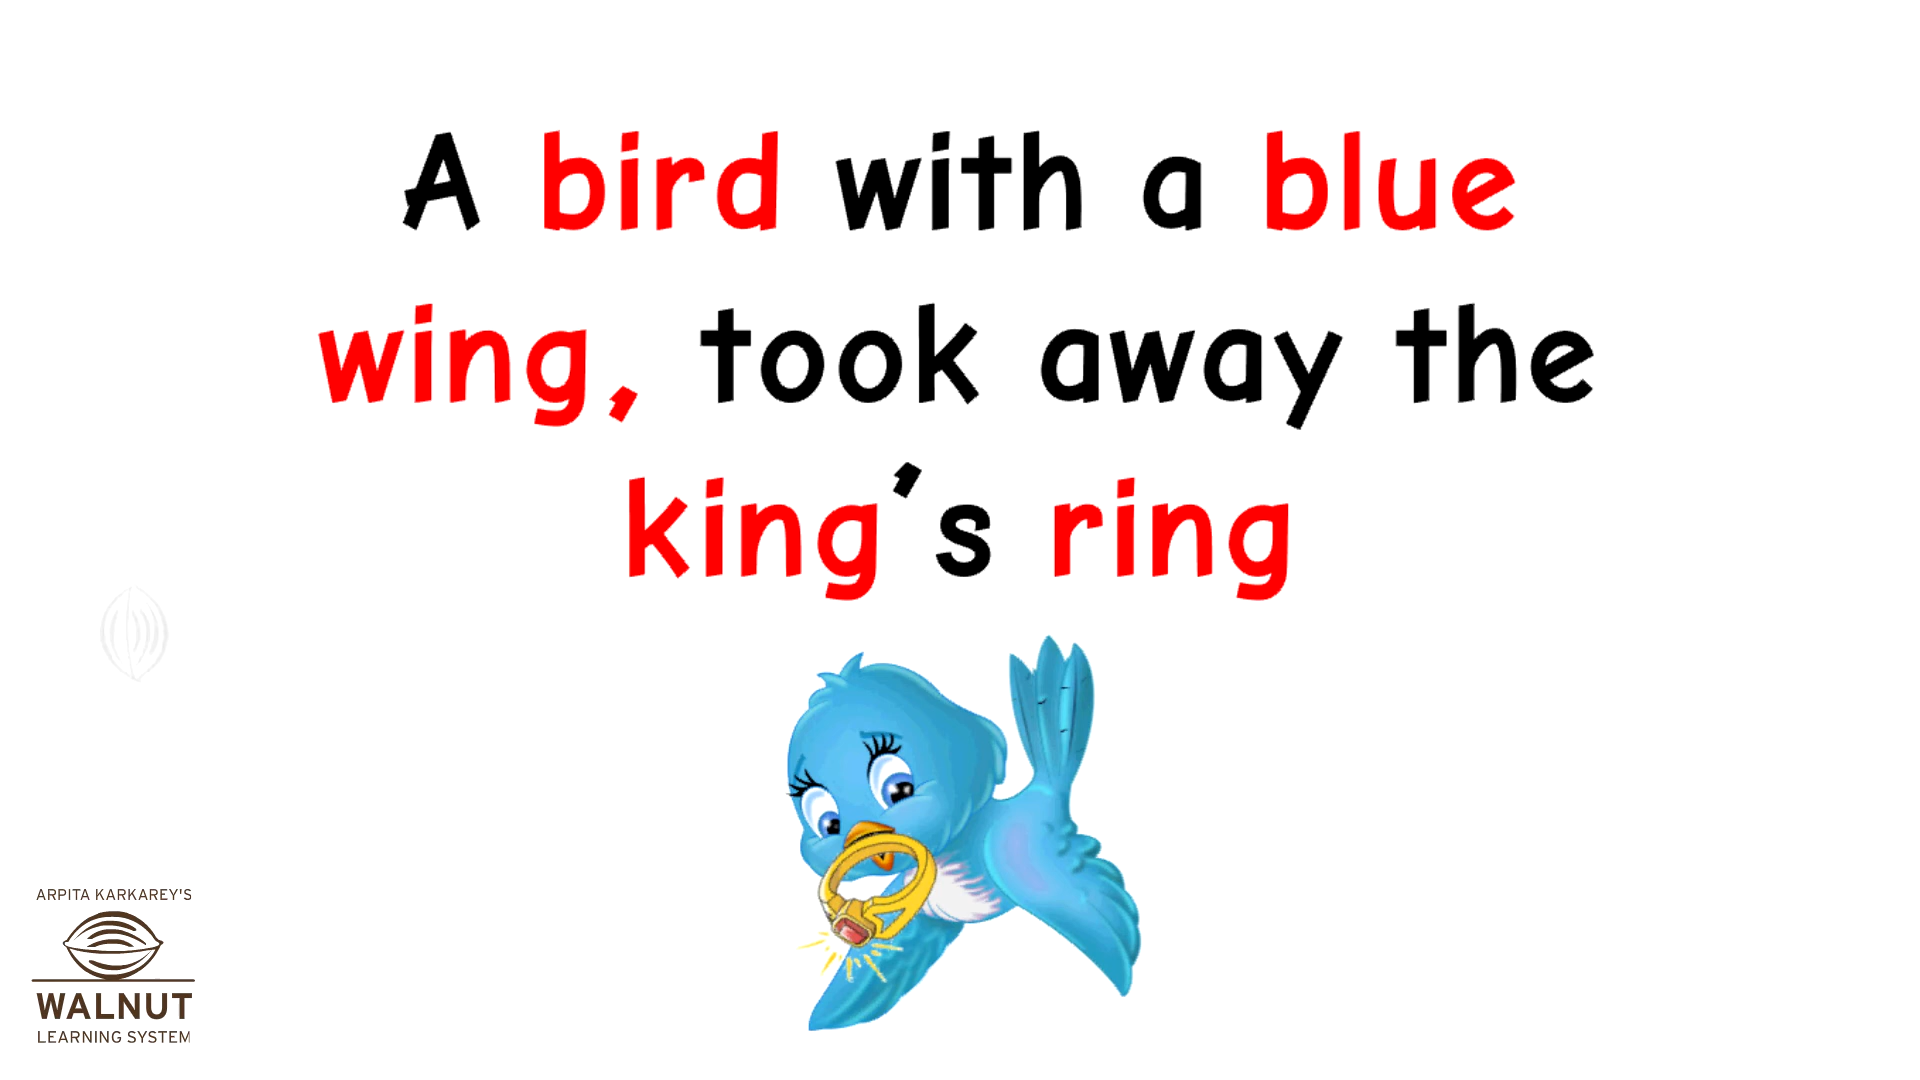 A bird with a blue
wing, took away the
king's ring
ARPITA KARKAREY'S
WALNUT
LEARNING SYSTEM